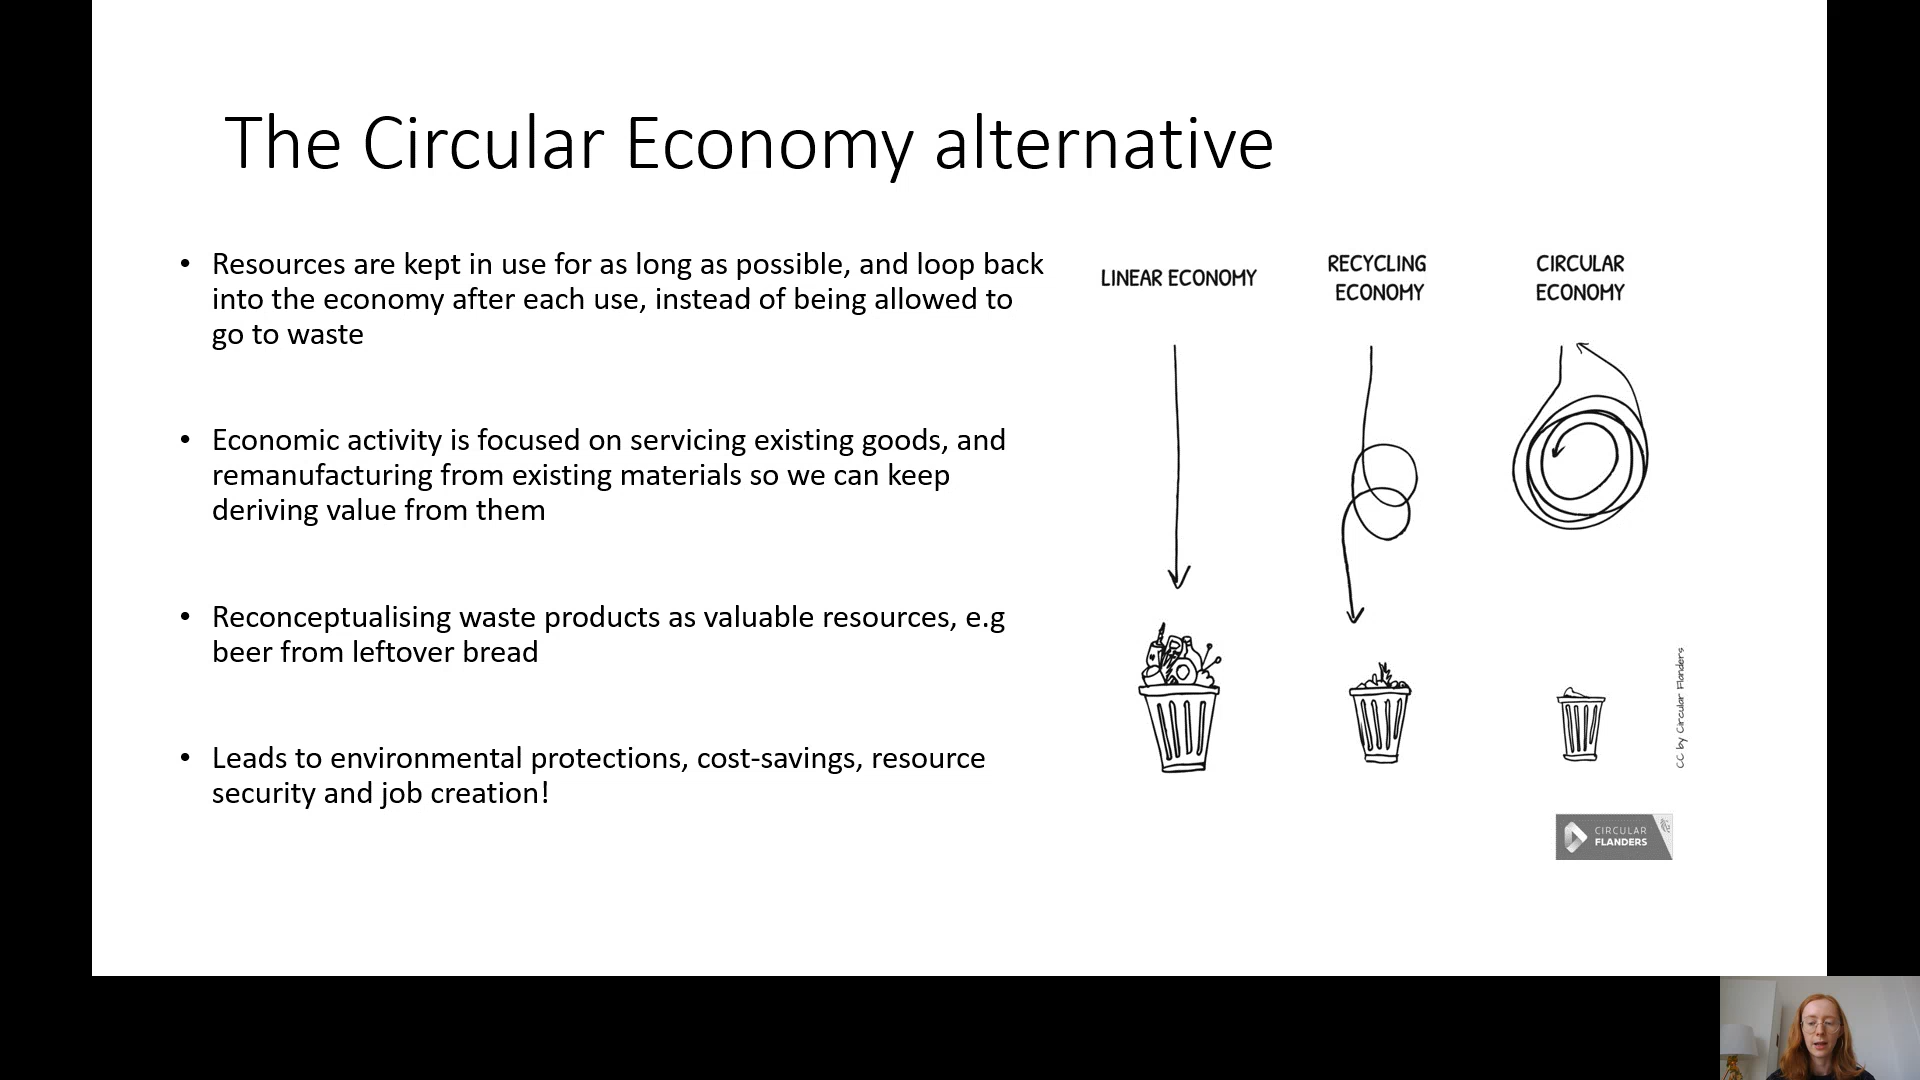 The Circular Economy alternative
• Resources are kept in use for as long as possible, and loop back
into the economy after each use, instead of being allowed to
go to waste
• Economic activity is focused on servicing existing goods, and
remanufacturing from existing materials so we can keep
deriving value from them
• Reconceptualising waste products as valuable resources, e.g
beer from leftover bread
• Leads to environmental protections, cost-savings, resource
security and job creation!
LINEAR ECONOMY
RECYCLING
ECONOMY
CIRCULAR
ECONOMY
CC by Circular Flanders
CIRCULAR
FLANDERS